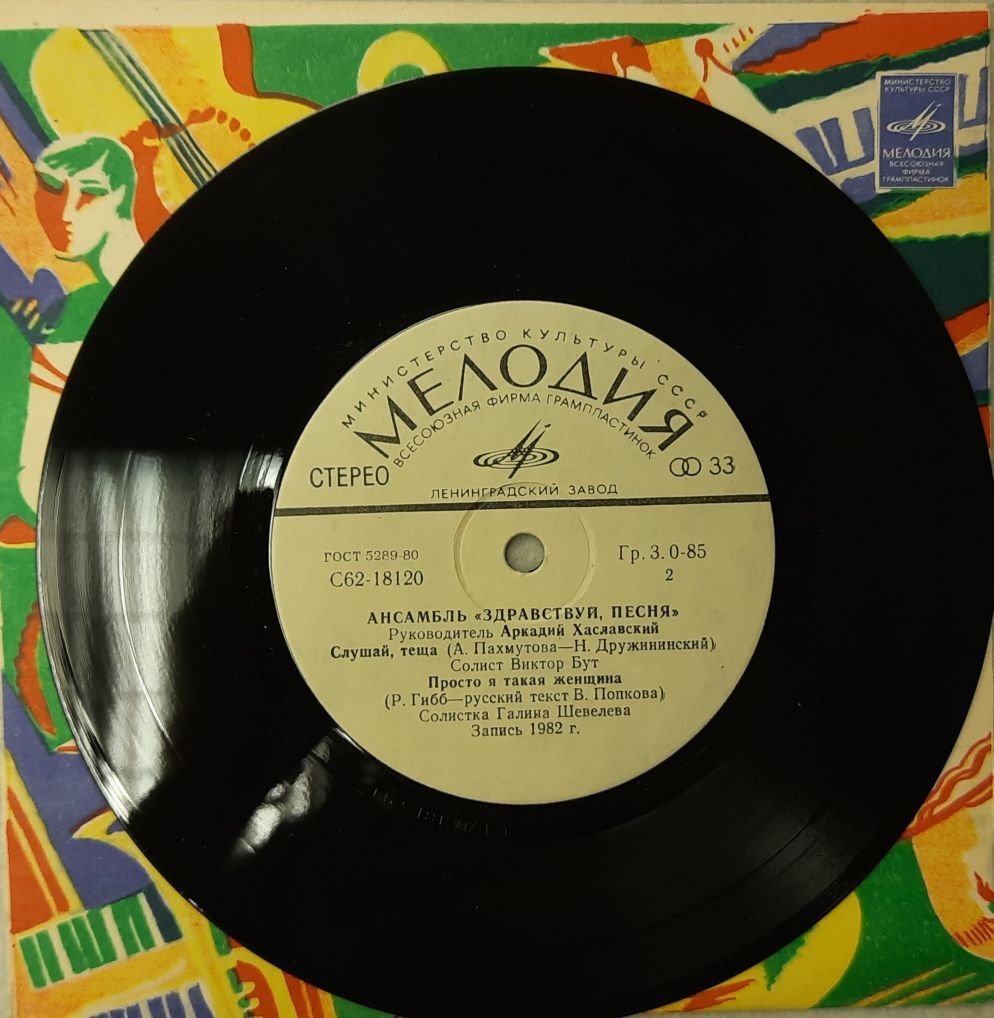 МИНИСТЕРСТВО
КУЛЬТУРЫ СССР
МЕЛОДИЯ
ВСЕСОЮЗНАЯ
ФИРМА
ГРАМПЛАСТИНОК
МИНИСТЕРСТВО КУЛЬТУРЫ СССР
МЕЛОДИЯ
ВСЕСОЮЗНАЯ ФИРМА ГРАМПЛАСТИНОК
СТЕРЕО
33
ЛЕНИНГРАДСКИЙ ЗАВОД
ГОСТ 5289-80
Гр. 3. 0-85
С62-18120
2
АНСАМБЛЬ «ЗДРАВСТВУЙ, ПЕСНЯ»
Руководитель Аркадий Хаславский
Слушай, теща (А. Пахмутова—Н. Дружининский)
Солист Виктор Бут
Просто я такая женщина
(Р. Гибб—русский текст В. Попкова)
Солистка Галина Шевелева
Запись 1982 г.